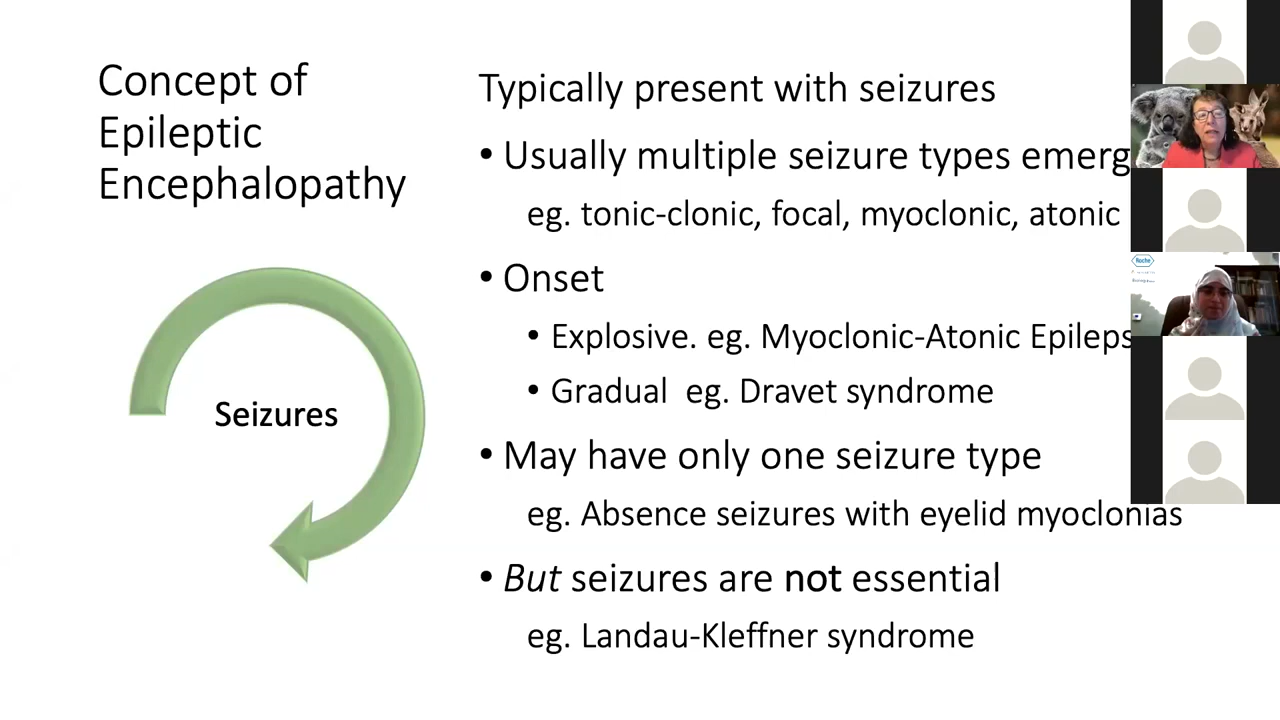 Concept of
Epileptic
Encephalopathy
Seizures
Typically present with seizures
• Usually multiple seizure types emerg
eg. tonic-clonic, focal, myoclonic, atonic
• Onset
• Explosive. eg. Myoclonic-Atonic Epileps
• Gradual eg. Dravet syndrome
• May have only one seizure type
eg. Absence seizures with eyelid myoclonias
• But seizures are not essential
eg. Landau-Kleffner syndrome
Roche